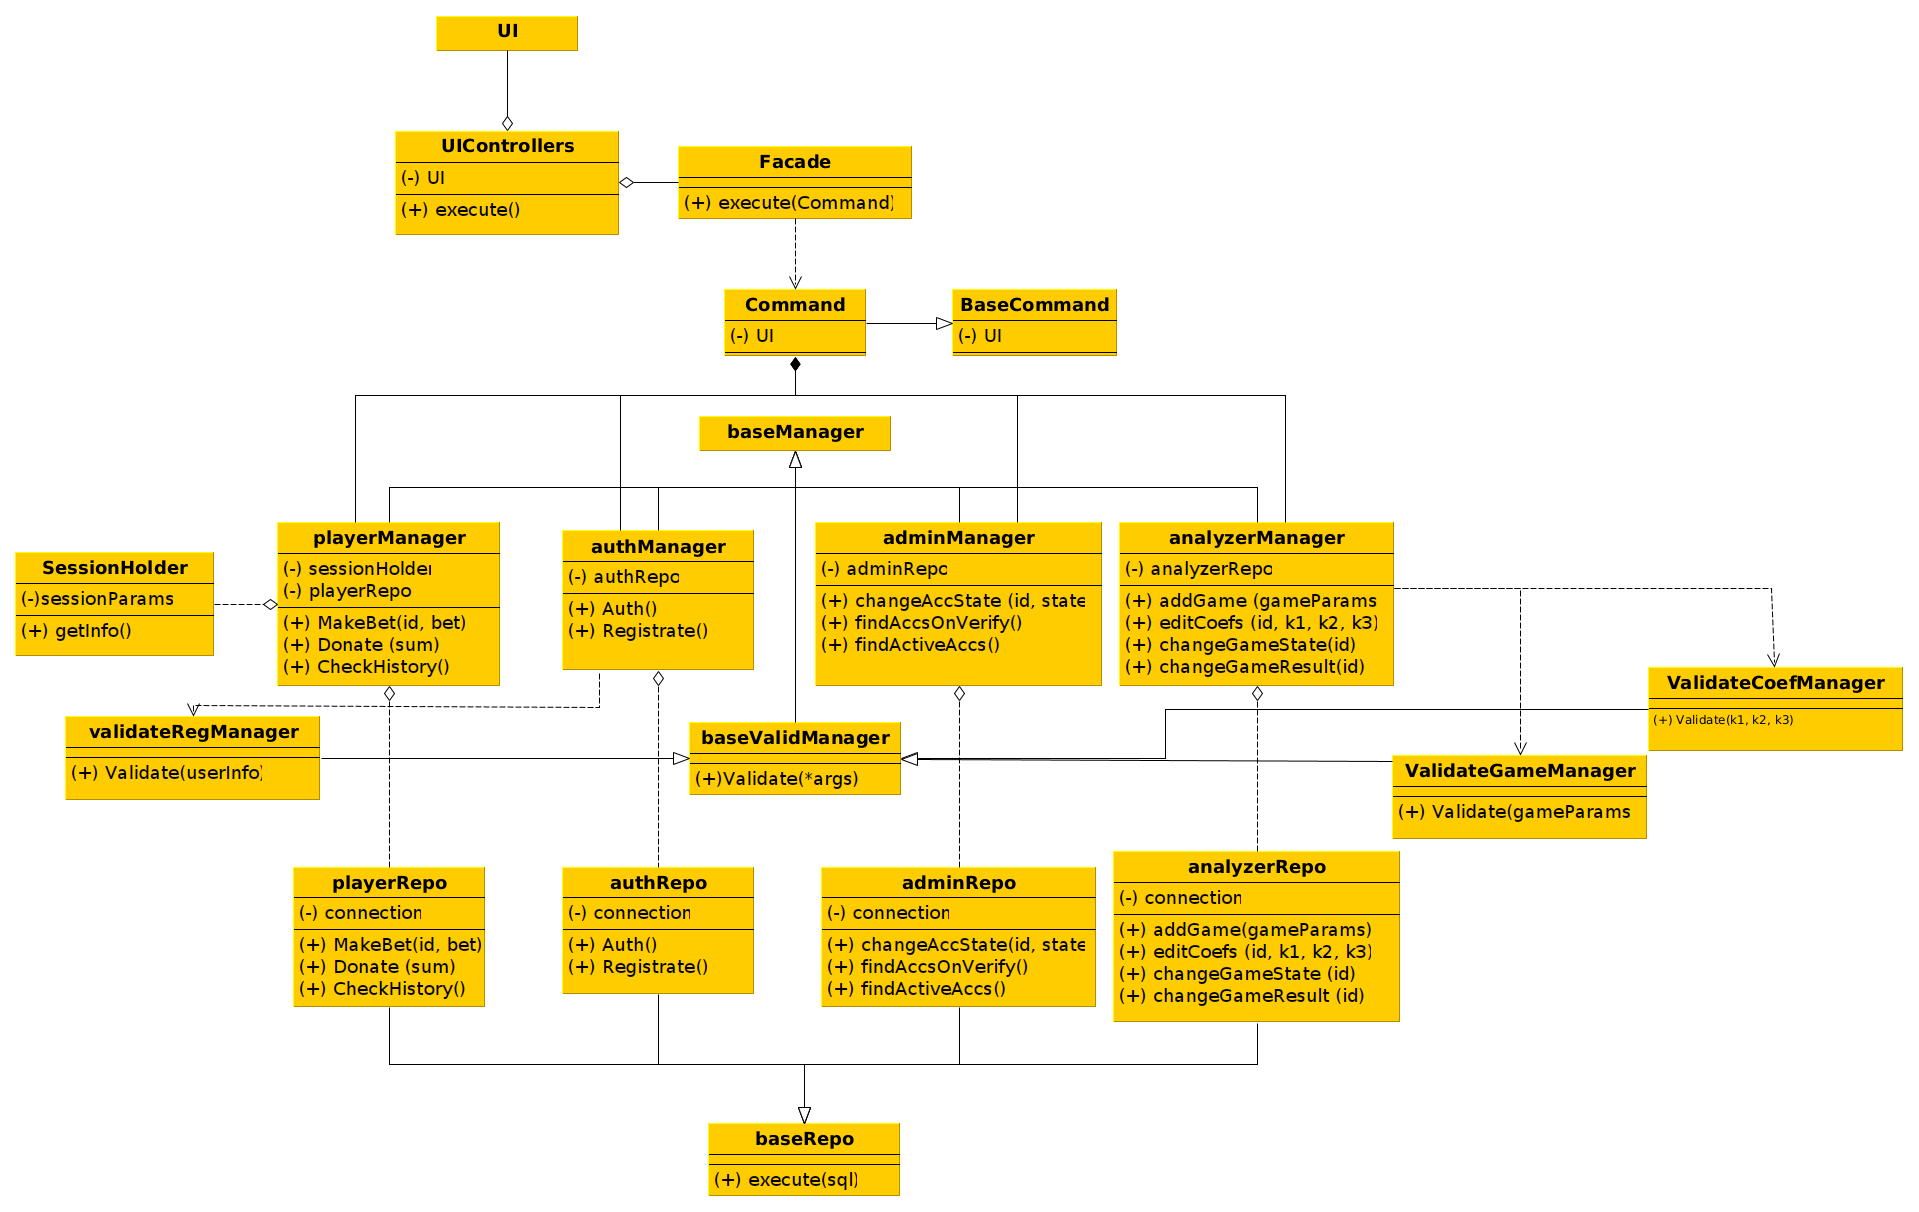 UI
UIControllers
(-) UI
(+) execute()
Facade
(+) execute(Command)
Command
(-) UI
BaseCommand
(-) UI
baseManager
SessionHolder
(-)sessionParams
(+) getInfo()
playerManager
(-) sessionHolder
(-) playerRepo
(+) MakeBet(id, bet)
(+) Donate (sum)
(+) CheckHistory()
authManager
(-) authRepo
(+) Auth()
(+) Registrate()
adminManager
(-) adminRepo
(+) changeAccState (id, state
(+) findAccsOnVerify()
(+) findActiveAccs()
analyzerManager
(-) analyzerRepo
(+) addGame (gameParams
(+) editCoefs (id, k1, k2, k3)
(+) changeGameState(id)
(+) changeGameResult(id)
ValidateCoefManager
(+) Validate(k1, k2, k3)
validateRegManager
(+) Validate(userInfo)
baseValidManager
(+)Validate(*args)
ValidateGameManager
(+) Validate(gameParams
playerRepo
(-) connection
(+) MakeBet(id, bet)
(+) Donate (sum)
(+) CheckHistory()
authRepo
(-) connection
(+) Auth()
(+) Registrate()
adminRepo
(-) connection
(+) changeAccState(id, state
(+) findAccsOnVerify()
(+) findActiveAccs()
analyzerRepo
(-) connection
(+) addGame(gameParams)
(+) editCoefs (id, k1, k2, k3)
(+) changeGameState (id)
(+) changeGameResult (id)
baseRepo
(+) execute(sql)